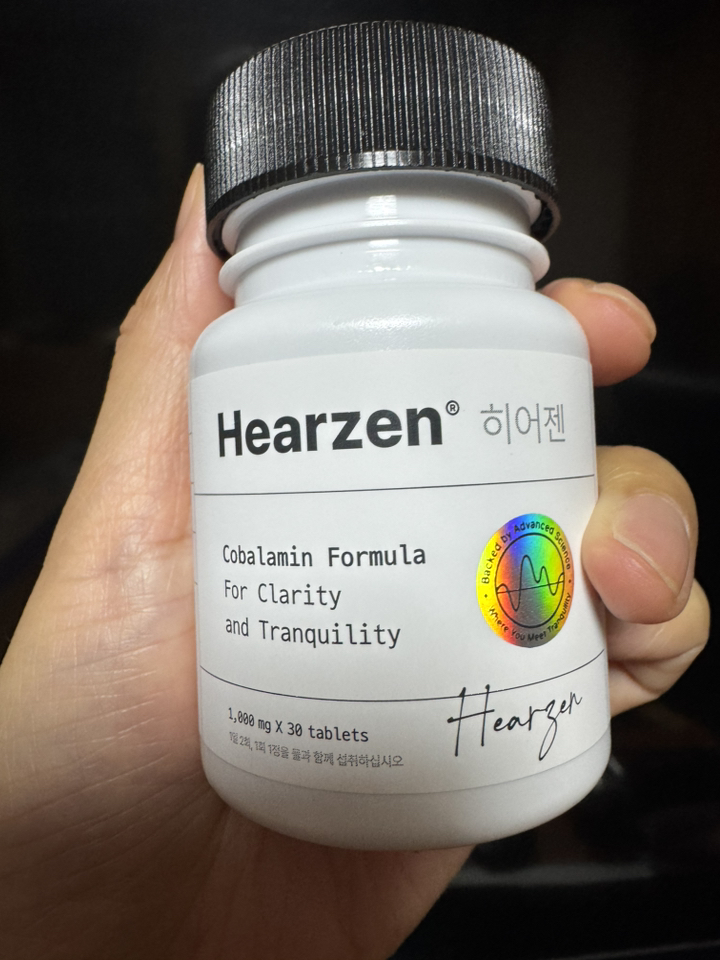 Hearzen® 히어젠
Cobalamin Formula
For Clarity
and Tranquility
Backed by Advanced Science
Where You Meet Tranquility
1,000 mg X 30 tablets
1일 2회, 1회 1정을 물과 함께 섭취하십시오
Hearzen